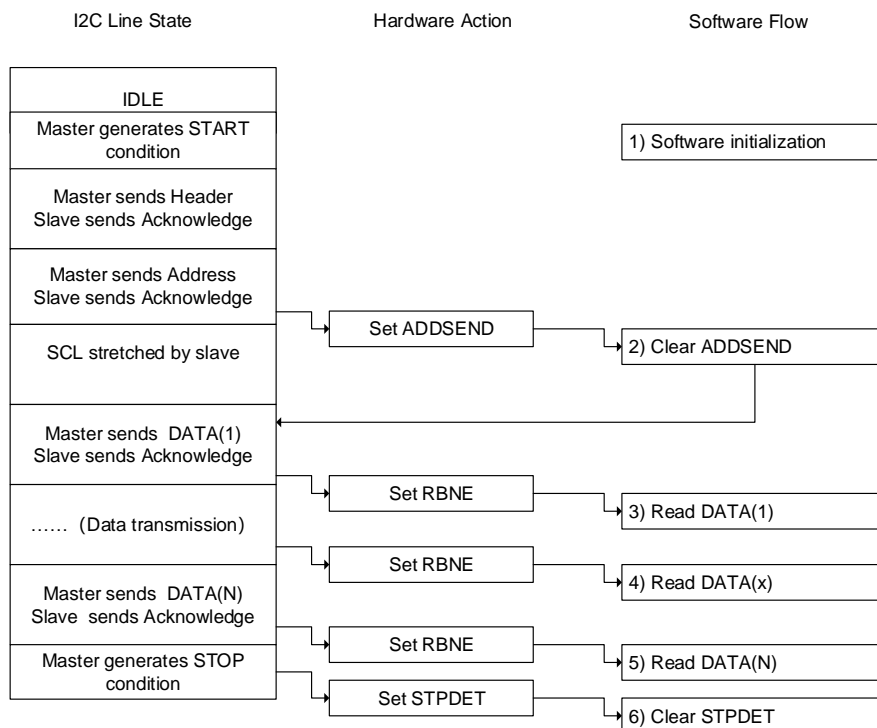 I2C Line State
Hardware Action
Software Flow
IDLE
Master generates START
condition
1) Software initialization
Master sends Header
Slave sends Acknowledge
Master sends Address
Slave sends Acknowledge
Set ADDSEND
2) Clear ADDSEND
SCL stretched by slave
Master sends DATA(1)
Slave sends Acknowledge
Set RBNE
3) Read DATA(1)
…… (Data transmission)
Set RBNE
4) Read DATA(x)
Master sends DATA(N)
Slave sends Acknowledge
Set RBNE
5) Read DATA(N)
Master generates STOP
condition
Set STPDET
6) Clear STPDET